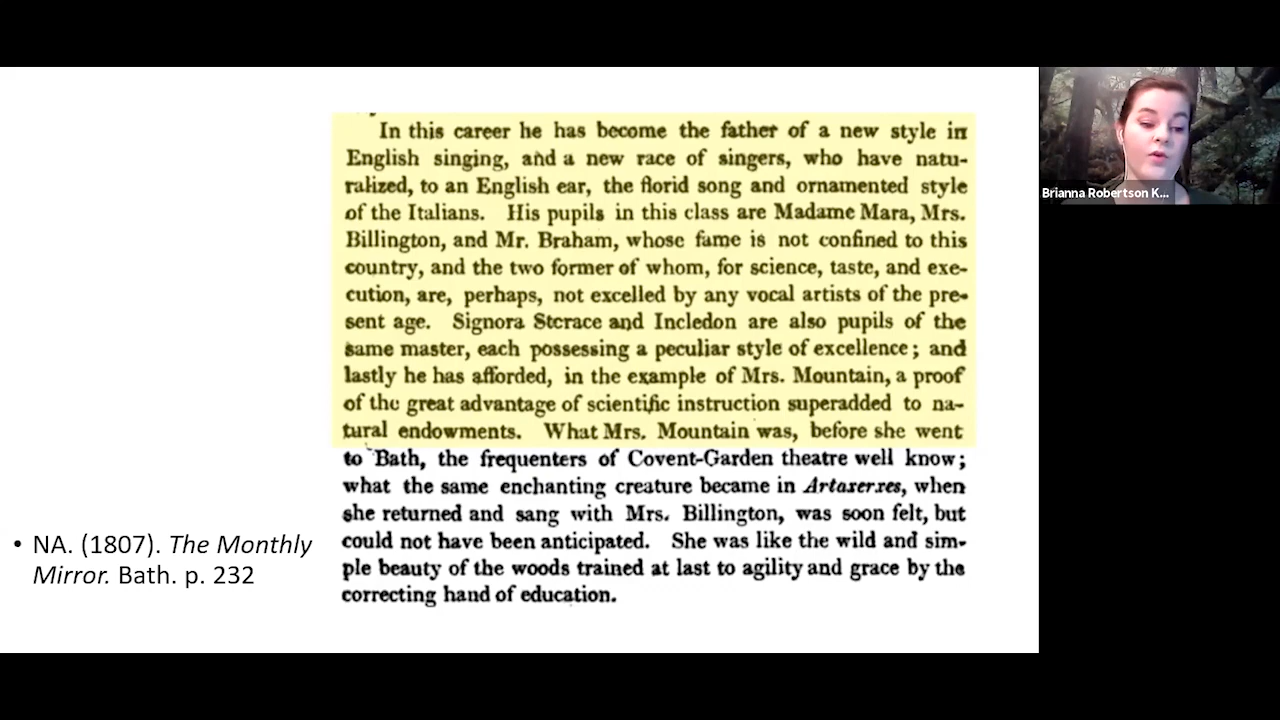 In this career he has become the father of a new style in
English singing, and a new race of singers, who have natu-
ralized, to an English ear, the florid song and ornamented style
of the Italians. His pupils in this class are Madame Mara, Mrs.
Billington, and Mr. Braham, whose fame is not confined to this
country, and the two former of whom, for science, taste, and exe-
cution, are, perhaps, not excelled by any vocal artists of the pre-
sent age. Signora Storace and Incledon are also pupils of the
same master, each possessing a peculiar style of excellence; and
lastly he has afforded, in the example of Mrs. Mountain, a proof
of the great advantage of scientific instruction superadded to na-
tural endowments. What Mrs. Mountain was, before she went
to Bath, the frequenters of Covent-Garden theatre well know;
what the same enchanting creature became in Artaxerxes, when
she returned and sang with Mrs. Billington, was soon felt, but
could not have been anticipated. She was like the wild and sim-
ple beauty of the woods trained at last to agility and grace by the
correcting hand of education.
• NA. (1807). The Monthly
Mirror. Bath. p. 232
Brianna Robertson K...